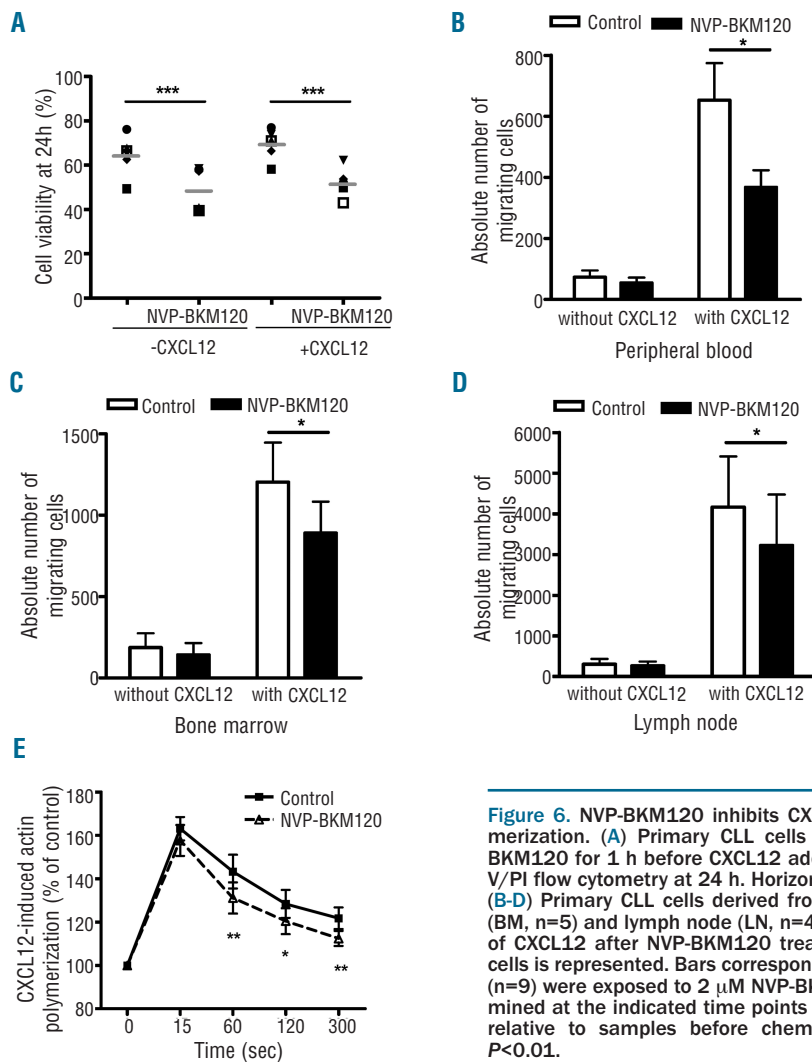 A
Cell viability at 24h (%)
100
80
60
40
20
0
***
***
NVP-BKM120
NVP-BKM120
-CXCL12
+CXCL12
B
Control
NVP-BKM120
Absolute number of
migrating cells
800
600
400
200
0
*
without CXCL12
with CXCL12
Peripheral blood
C
Control
NVP-BKM120
Absolute number of
migrating cells
1500
1000
500
0
*
without CXCL12
with CXCL12
Bone marrow
D
Control
NVP-BKM120
Absolute number of
migrating cells
6000
5000
4000
3000
2000
1000
0
*
without CXCL12
with CXCL12
Lymph node
E
CXCL12-induced actin
polymerization (% of control)
180
160
140
120
100
80
Control
NVP-BKM120
**
*
**
0
15
60
120
300
Time (sec)
Figure 6. NVP-BKM120 inhibits CX
merization. (A) Primary CLL cells
BKM120 for 1 h before CXCL12 ad
V/PI flow cytometry at 24 h. Horizon
(B-D) Primary CLL cells derived fro
(BM, n=5) and lymph node (LN, n=4
of CXCL12 after NVP-BKM120 trea
cells is represented. Bars correspon
(n=9) were exposed to 2 μM NVP-BK
mined at the indicated time points
relative to samples before chem
P<0.01.